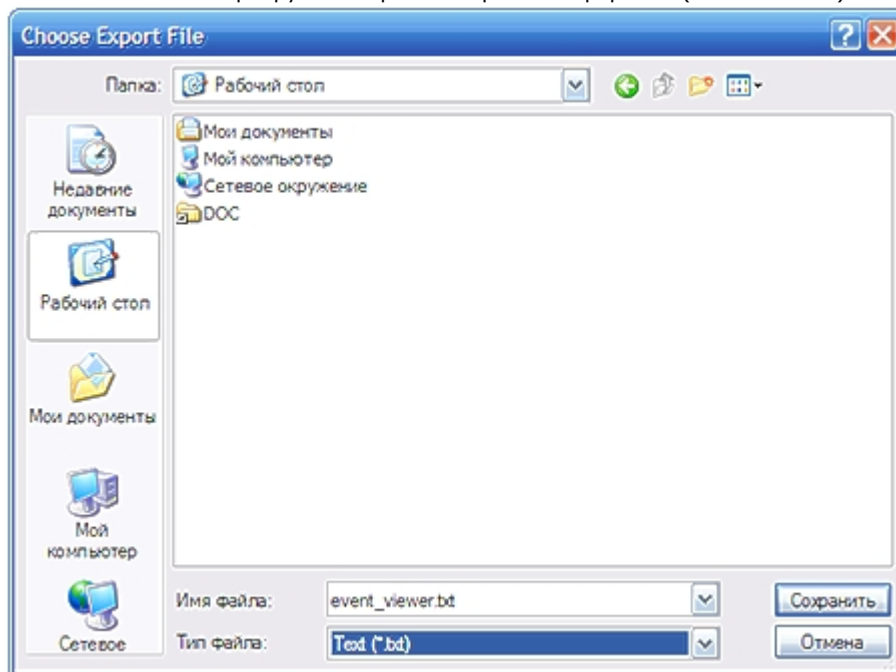 Choose Export File
Папка: Рабочий стол
Мои документы
Мой компьютер
Сетевое окружение
DOC
Недавние
документы
Рабочий стол
Мои документы
Мой
компьютер
Сетевое
Имя файла: event_viewer.txt Сохранить
Тип файла: Text (*.txt) Отмена